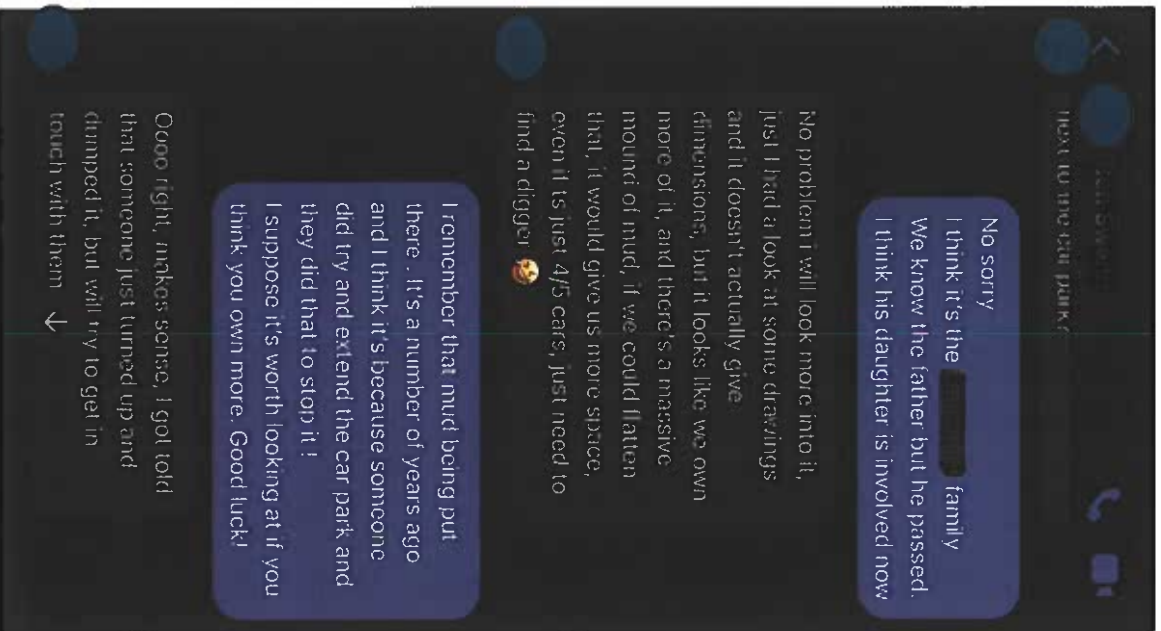 next to the car park?
No sorry
I think it's the family
We know the father but he passed.
I think his daughter is involved now
No problem i will look more into it,
just I had a look at some drawings
and it doesn't actually give
dimensions, but it looks like we own
more of it, and there's a massive
mound of mud, if we could flatten
that, it would give us more space,
even it is just 4/5 cars, just need to
find a digger 😅
I remember that mud being put
there . It's a number of years ago
and I think it's because someone
did try and extend the car park and
they did that to stop it !
I suppose it's worth looking at if you
think you own more. Good luck!
Oooo right, makes sense, I got told
that someone just turned up and
dumped it, but will try to get in
touch with them